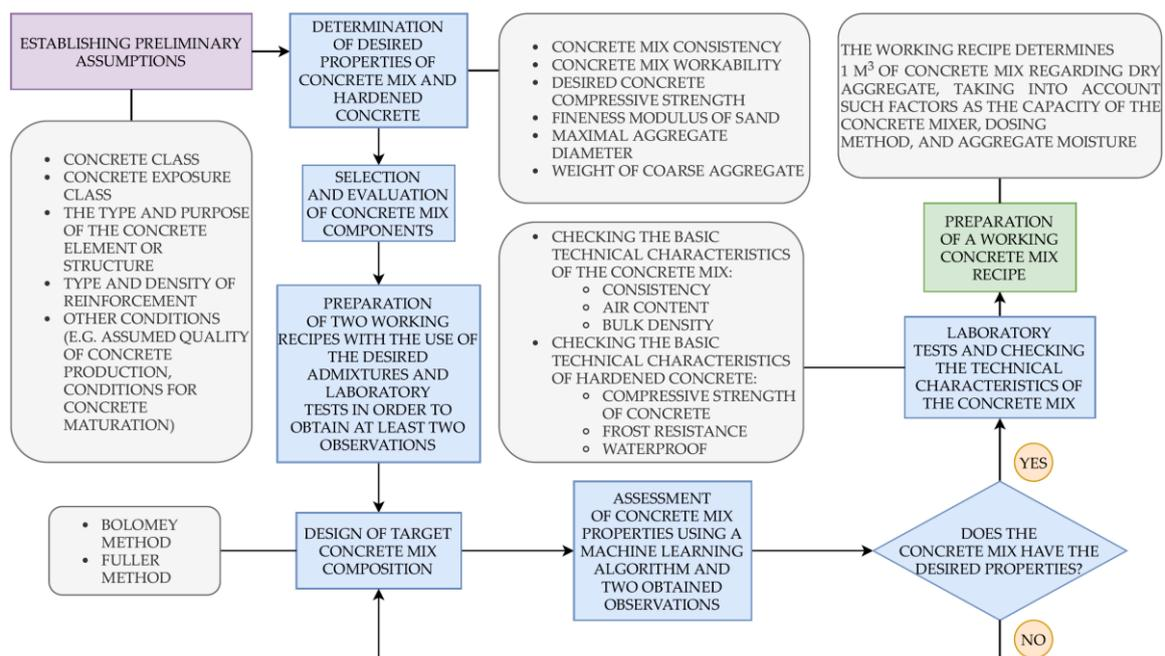 ESTABLISHING PRELIMINARY
ASSUMPTIONS
CONCRETE CLASS
CONCRETE EXPOSURE
CLASS
THE TYPE AND PURPOSE
OF THE CONCRETE
ELEMENT OR
STRUCTURE
TYPE AND DENSITY OF
REINFORCEMENT
OTHER CONDITIONS
(E.G. ASSUMED QUALITY
OF CONCRETE
PRODUCTION,
CONDITIONS FOR
CONCRETE
MATURATION)
DETERMINATION
OF DESIRED
PROPERTIES OF
CONCRETE MIX AND
HARDENED
CONCRETE
CONCRETE MIX CONSISTENCY
CONCRETE MIX WORKABILITY
DESIRED CONCRETE
COMPRESSIVE STRENGTH
FINENESS MODULUS OF SAND
MAXIMAL AGGREGATE
DIAMETER
WEIGHT OF COARSE AGGREGATE
SELECTION
AND EVALUATION
OF CONCRETE MIX
COMPONENTS
PREPARATION
OF TWO WORKING
RECIPES WITH THE USE OF
THE DESIRED
ADMIXTURES AND
LABORATORY
TESTS IN ORDER TO
OBTAIN AT LEAST TWO
OBSERVATIONS
DESIGN OF TARGET
CONCRETE MIX
COMPOSITION
BOLOMEY
METHOD
FULLER
METHOD
ASSESSMENT
OF CONCRETE MIX
PROPERTIES USING A
MACHINE LEARNING
ALGORITHM AND
TWO OBTAINED
OBSERVATIONS
DOES THE
CONCRETE MIX HAVE THE
DESIRED PROPERTIES?
YES
NO
LABORATORY
TESTS AND CHECKING
THE TECHNICAL
CHARACTERISTICS OF
THE CONCRETE MIX
CHECKING THE BASIC
TECHNICAL CHARACTERISTICS
OF THE CONCRETE MIX:
CONSISTENCY
AIR CONTENT
BULK DENSITY
CHECKING THE BASIC
TECHNICAL CHARACTERISTICS
OF HARDENED CONCRETE:
COMPRESSIVE STRENGTH
OF CONCRETE
FROST RESISTANCE
WATERPROOF
PREPARATION
OF A WORKING
CONCRETE MIX
RECIPE
THE WORKING RECIPE DETERMINES
1 M³ OF CONCRETE MIX REGARDING DRY
AGGREGATE, TAKING INTO ACCOUNT
SUCH FACTORS AS THE CAPACITY OF THE
CONCRETE MIXER, DOSING
METHOD, AND AGGREGATE MOISTURE